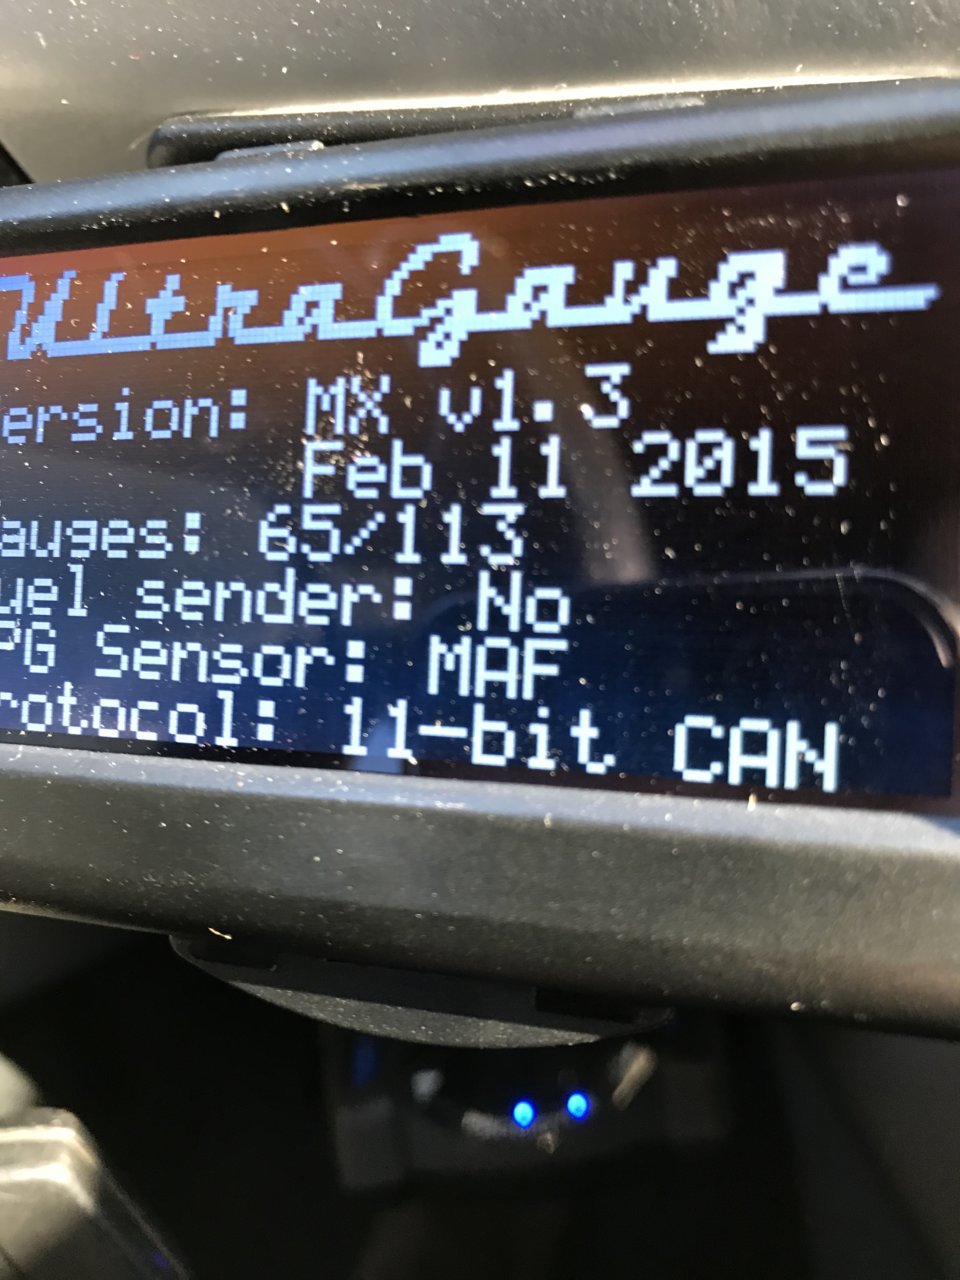 UltraGauge
ersion: MX v1.3
Feb 11 2015
auges: 65/113
uel sender: No
PG Sensor: MAF
rotocol: 11-bit CAN